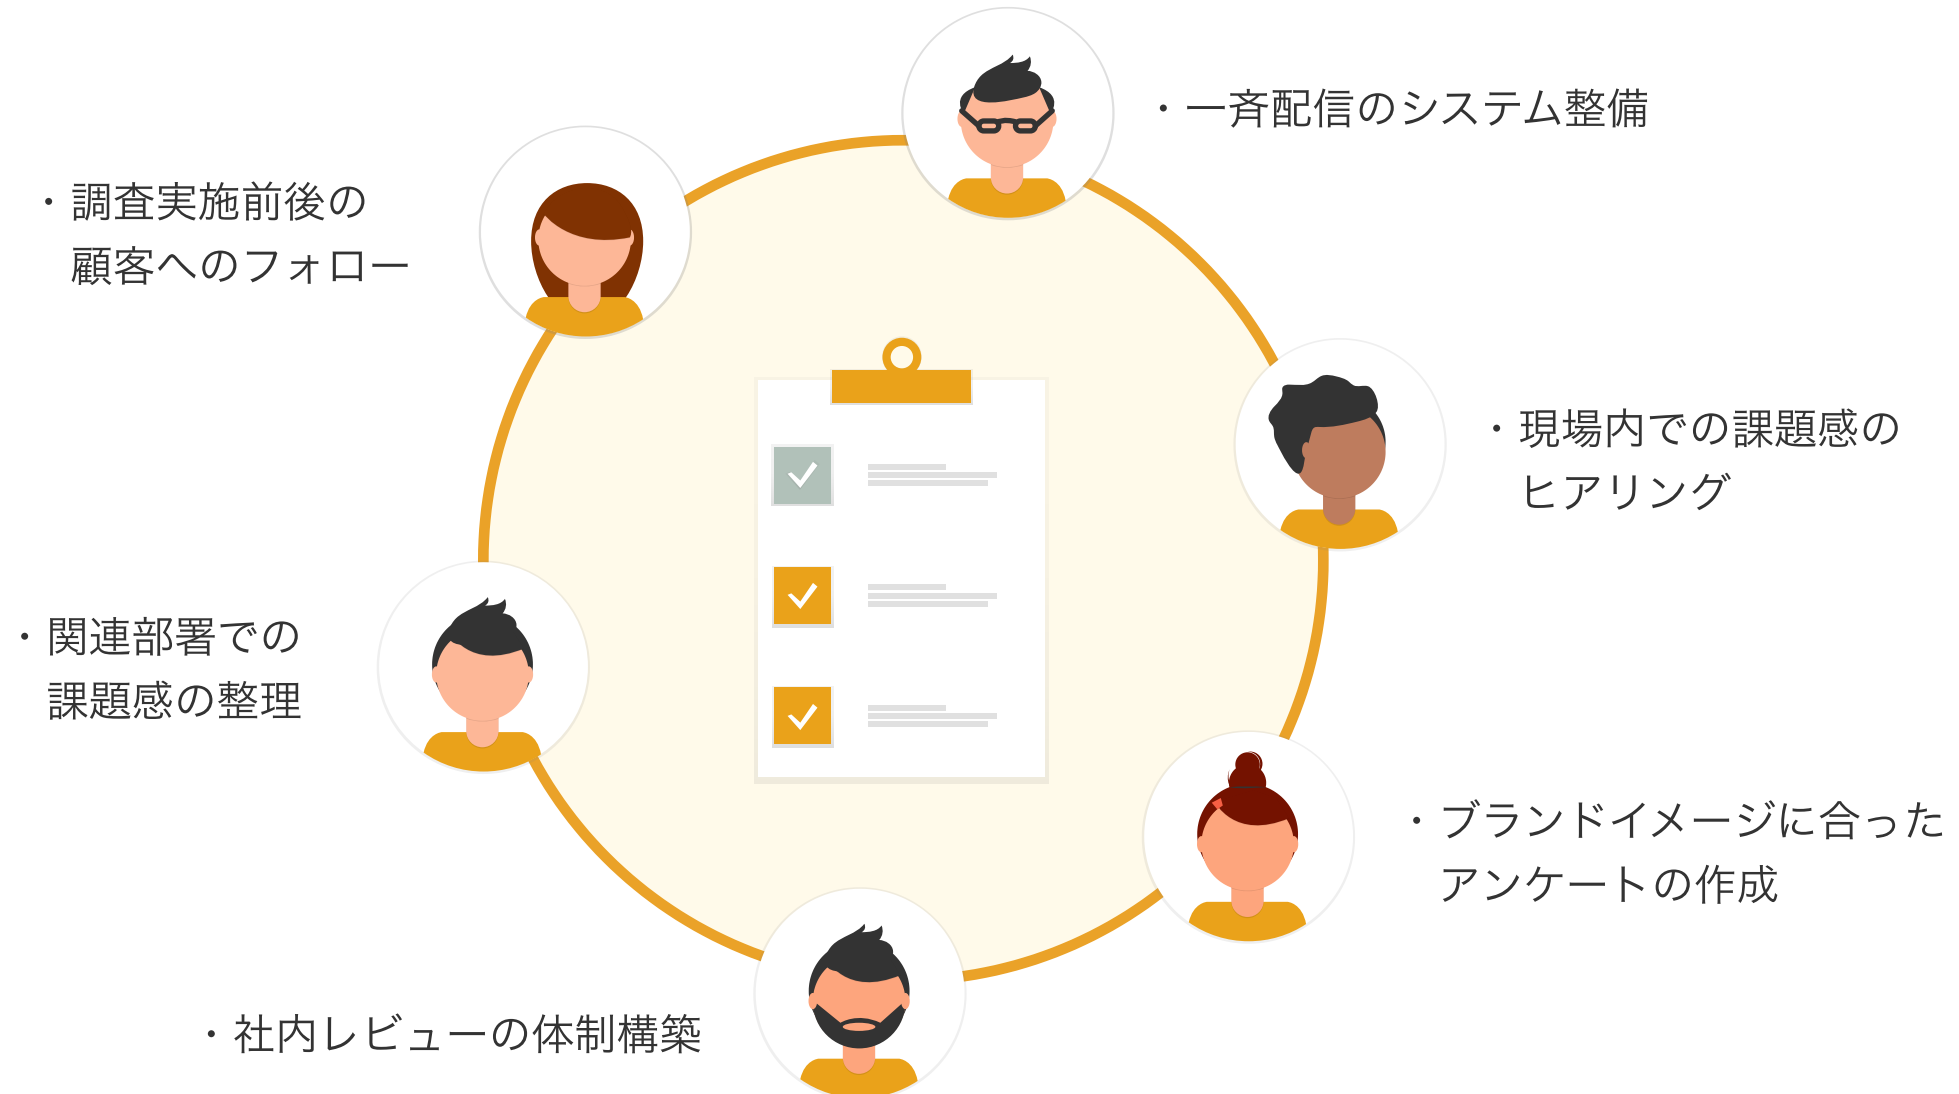 ・一斉配信のシステム整備
・調査実施前後の
顧客へのフォロー
・現場内での課題感の
ヒアリング
・関連部署での
課題感の整理
・ブランドイメージに合った
アンケートの作成
・社内レビューの体制構築